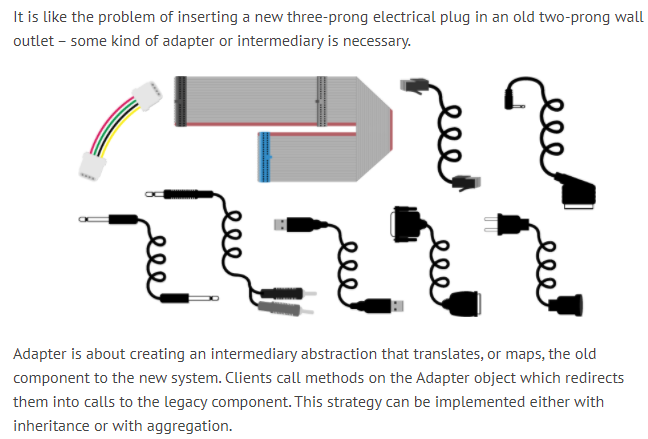 It is like the problem of inserting a new three-prong electrical plug in an old two-prong wall
outlet – some kind of adapter or intermediary is necessary.
Adapter is about creating an intermediary abstraction that translates, or maps, the old
component to the new system. Clients call methods on the Adapter object which redirects
them into calls to the legacy component. This strategy can be implemented either with
inheritance or with aggregation.